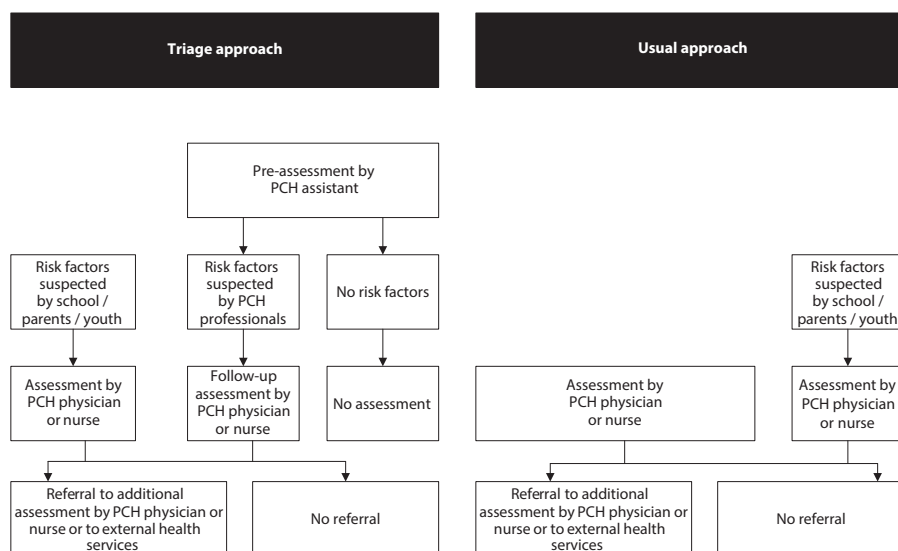 Triage approach
Usual approach
Pre-assessment by
PCH assistant
Risk factors
suspected
by school /
parents / youth
Risk factors
suspected
by PCH
professionals
No risk factors
Risk factors
suspected
by school /
parents / youth
Assessment by
PCH physician
or nurse
Follow-up
assessment by
PCH physician
or nurse
No assessment
Assessment by
PCH physician
or nurse
Assessment by
PCH physician
or nurse
Referral to additional
assessment by PCH physician or
nurse or to external health
services
No referral
Referral to additional
assessment by PCH physician or
nurse or to external health
services
No referral